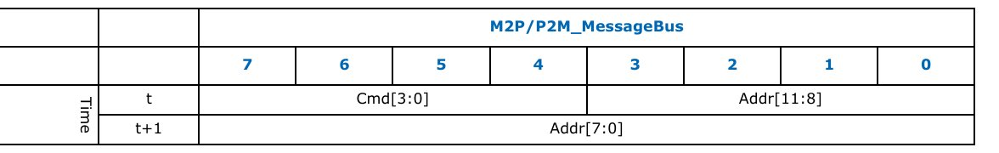 M2P/P2M_MessageBus
7 6 5 4 3 2 1 0
Time t Cmd[3:0] Addr[11:8]
t+1 Addr[7:0]